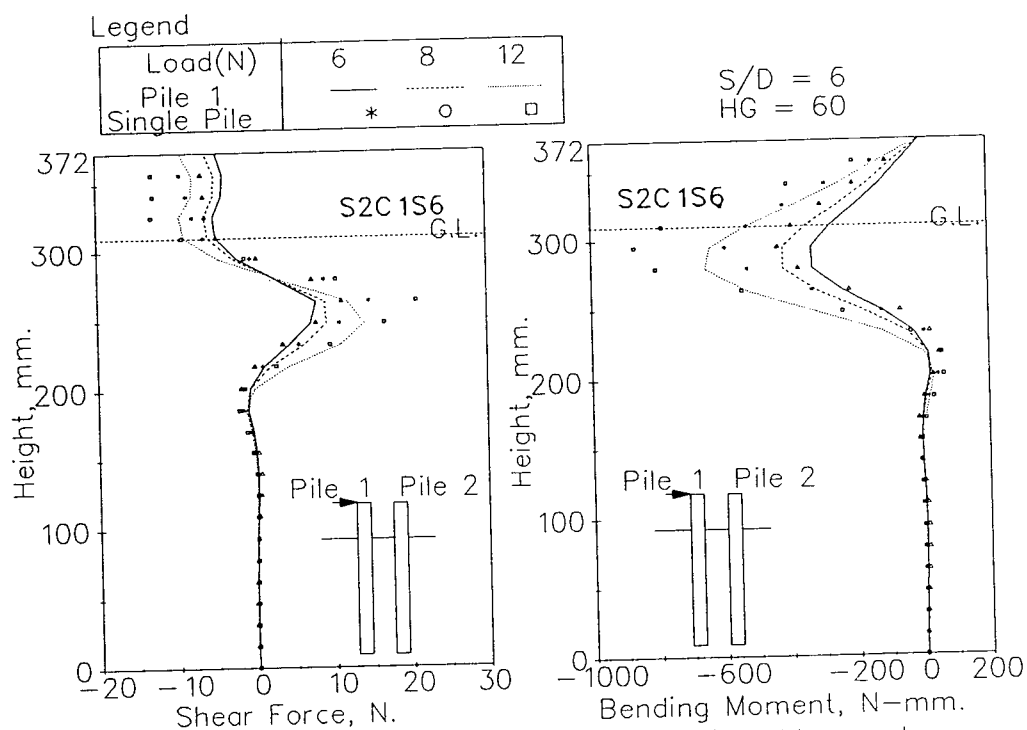 Legend
Load(N) 6 8 12
Pile 1
Single Pile * o □
S/D = 6
HG = 60
372
300
200
100
0
Height, mm.
S2C1S6
G.L.
Pile 1 Pile 2
-20 -10 0 10 20 30
Shear Force, N.
372
300
200
100
0
Height, mm.
S2C1S6
G.L.
Pile 1 Pile 2
-1000 -600 -200 0 200
Bending Moment, N-mm.